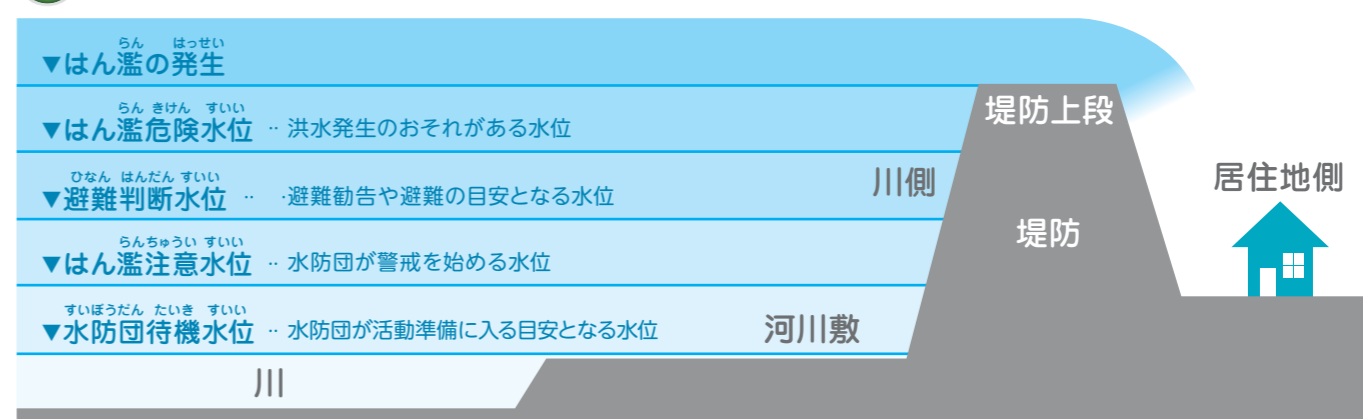 らん はっせい
▼はん濫の発生
らん きけん すいい
▼はん濫危険水位 ‥ 洪水発生のおそれがある水位
堤防上段
ひなん はんだん すいい
▼避難判断水位 ‥ ・避難勧告や避難の目安となる水位
川側
居住地側
堤防
らんちゅうい すいい
▼はん濫注意水位 ‥ 水防団が警戒を始める水位
すいぼうだん たいき すいい
▼水防団待機水位 ‥ 水防団が活動準備に入る目安となる水位
河川敷
川